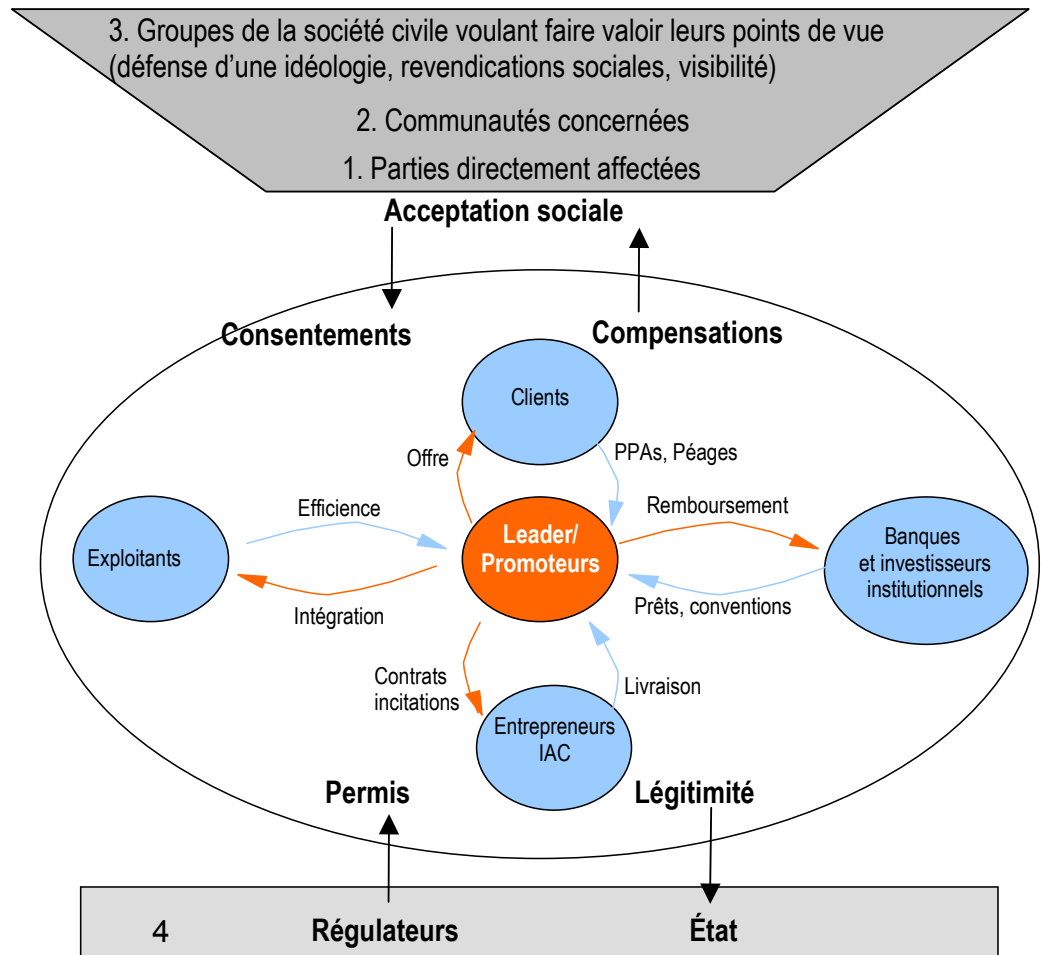 3. Groupes de la société civile voulant faire valoir leurs points de vue
(défense d'une idéologie, revendications sociales, visibilité)
2. Communautés concernées
1. Parties directement affectées
Acceptation sociale
Consentements
Compensations
Clients
Offre
PPAs, Péages
Efficience
Remboursement
Leader/
Promoteurs
Exploitants
Banques
et investisseurs
institutionnels
Intégration
Prêts, conventions
Contrats
incitations
Livraison
Entrepreneurs
IAC
Permis
Légitimité
4
Régulateurs
État